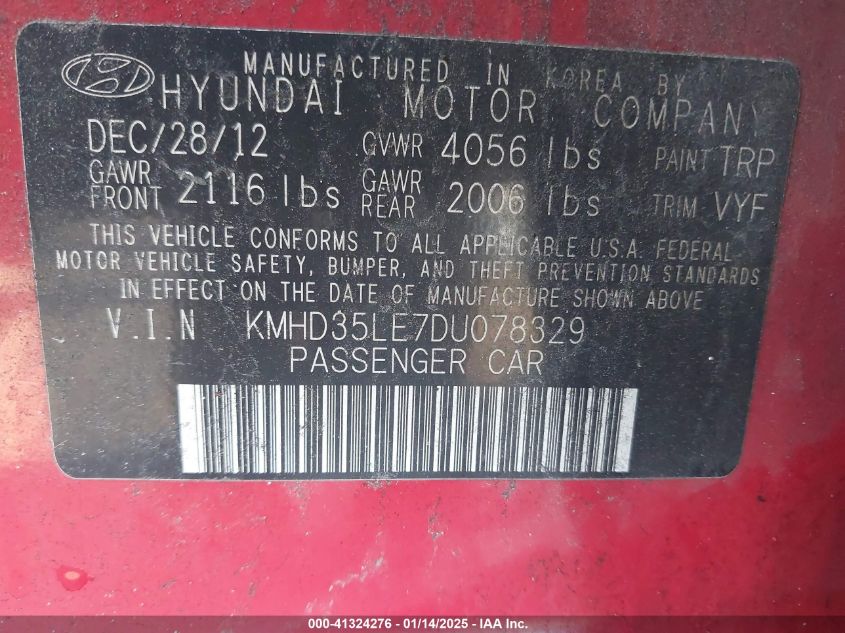 MANUFACTURED IN KOREA BY
HYUNDAI MOTOR COMPANY
DEC/28/12 GVWR 4056 lbs PAINT TRP
GAWR FRONT 2116 lbs GAWR REAR 2006 lbs TRIM VYF
THIS VEHICLE CONFORMS TO ALL APPLICABLE U.S.A. FEDERAL
MOTOR VEHICLE SAFETY, BUMPER, AND THEFT PREVENTION STANDARDS
IN EFFECT ON THE DATE OF MANUFACTURE SHOWN ABOVE
V.I.N KMHD35LE7DU078329
PASSENGER CAR
000-41324276 - 01/14/2025 - IAA Inc.